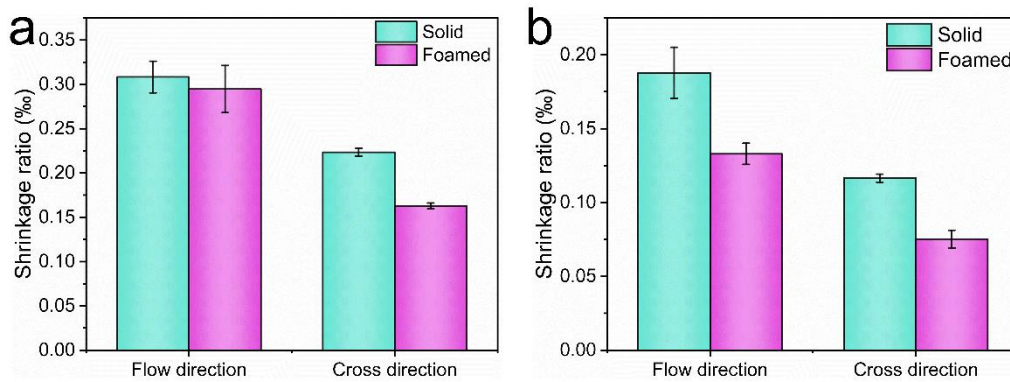 a
Solid
Foamed
Shrinkage ratio (‰)
0.35
0.30
0.25
0.20
0.15
0.10
0.05
0.00
Flow direction
Cross direction
b
Solid
Foamed
Shrinkage ratio (‰)
0.20
0.15
0.10
0.05
0.00
Flow direction
Cross direction